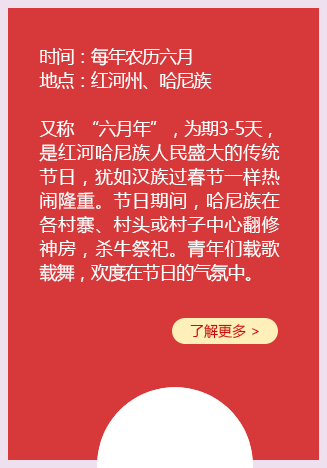 时间：每年农历六月
地点：红河州、哈尼族
又称 “六月年” ，为期3-5天，
是红河哈尼族人民盛大的传统
节日，犹如汉族过春节一样热
闹隆重。节日期间，哈尼族在
各村寨、村头或村子中心翻修
神房，杀牛祭祀。青年们载歌
载舞，欢度在节日的气氛中。
了解更多 >